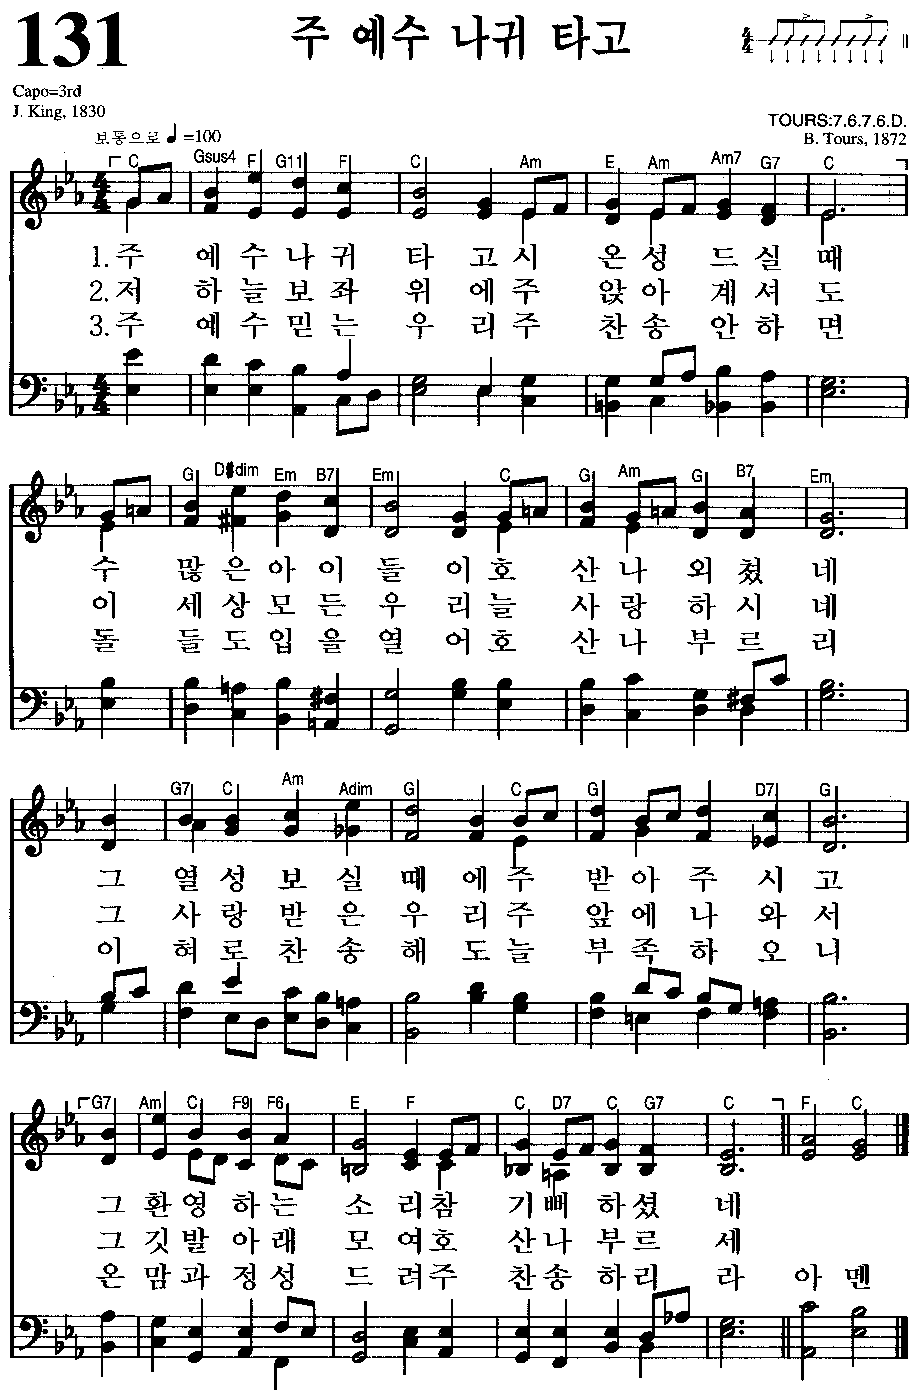 131
주 예수 나귀 타고
Capo=3rd
J. King, 1830
TOURS:7.6.7.6.D.
B. Tours, 1872
보통으로 ♩=100
C Gsus4 F G11 F C Am E Am Am7 G7 C
1.주 예 수 나 귀 타 고 시 온 성 드 실 때
2.저 하 늘 보 좌 위 에 주 앉 아 계 셔 도
3.주 예 수 믿 는 우 리 주 찬 송 안 하 면
G D#dim Em B7 Em C G Am G B7 Em
수 많 은 아 이 들 이 호 산 나 외 쳤 네
이 세 상 모 든 우 리 늘 사 랑 하 시 네
돌 들 도 입 을 열 어 호 산 나 부 르 리
G7 C Am Adim G C G D7 G
그 열 성 보 실 때 에 주 받 아 주 시 고
그 사 랑 받 은 우 리 주 앞 에 나 와 서
이 혀 로 찬 송 해 도 늘 부 족 하 오 니
G7 Am C F9 F6 E F C D7 C G7 C F C
그 환 영 하 는 소 리 참 기 뻐 하 셨 네
그 깃 발 아 래 모 여 호 산 나 부 르 세
온 맘 과 정 성 드 려 주 찬 송 하 리 라 아 멘